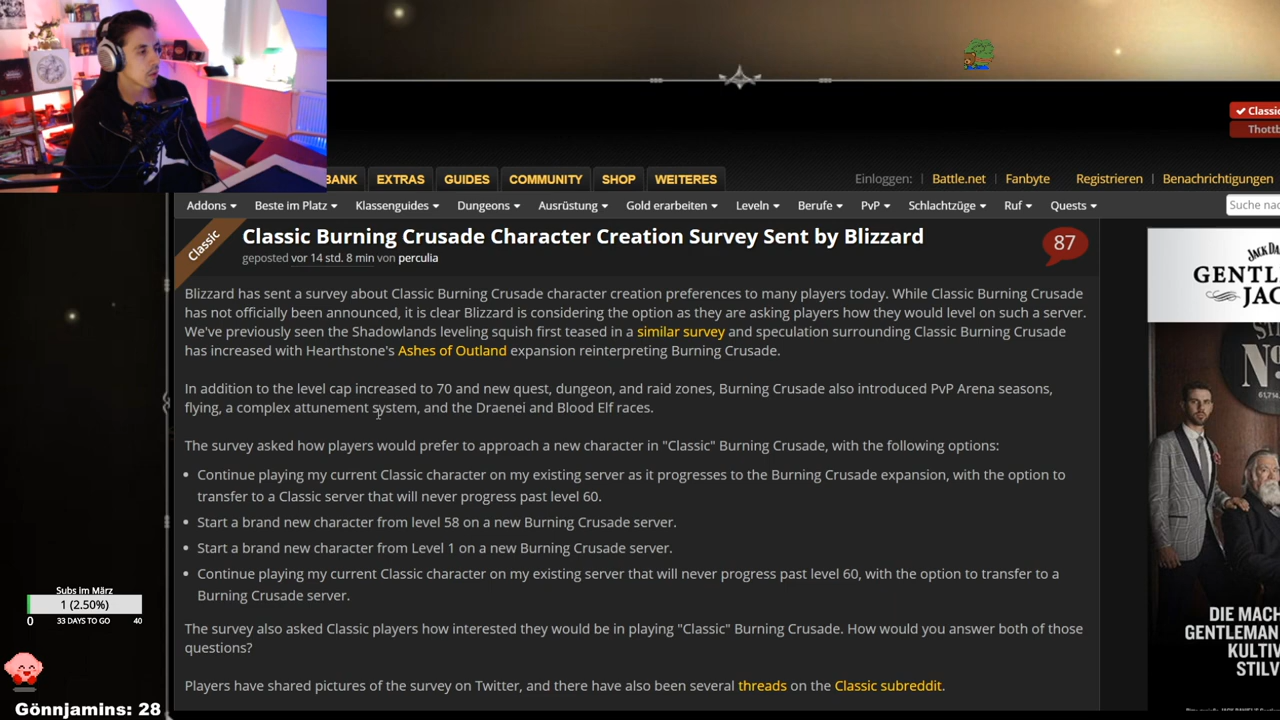 ✔ Classic
Thottb
BANK EXTRAS GUIDES COMMUNITY SHOP WEITERES Einloggen: | Battle.net | Fanbyte Registrieren | Benachrichtigungen
Addons Beste im Platz Klassenguides Dungeons Ausrüstung Gold erarbeiten Leveln Berufe PvP Schlachtzüge Ruf Quests Suche nac
Classic
Classic Burning Crusade Character Creation Survey Sent by Blizzard
87
geposted vor 14 std. 8 min von perculia
Blizzard has sent a survey about Classic Burning Crusade character creation preferences to many players today. While Classic Burning Crusade
has not officially been announced, it is clear Blizzard is considering the option as they are asking players how they would level on such a server.
We've previously seen the Shadowlands leveling squish first teased in a similar survey and speculation surrounding Classic Burning Crusade
has increased with Hearthstone's Ashes of Outland expansion reinterpreting Burning Crusade.
In addition to the level cap increased to 70 and new quest, dungeon, and raid zones, Burning Crusade also introduced PvP Arena seasons,
flying, a complex attunement system, and the Draenei and Blood Elf races.
The survey asked how players would prefer to approach a new character in "Classic" Burning Crusade, with the following options:
• Continue playing my current Classic character on my existing server as it progresses to the Burning Crusade expansion, with the option to
transfer to a Classic server that will never progress past level 60.
• Start a brand new character from level 58 on a new Burning Crusade server.
• Start a brand new character from Level 1 on a new Burning Crusade server.
• Continue playing my current Classic character on my existing server that will never progress past level 60, with the option to transfer to a
Burning Crusade server.
The survey also asked Classic players how interested they would be in playing "Classic" Burning Crusade. How would you answer both of those
questions?
Players have shared pictures of the survey on Twitter, and there have also been several threads on the Classic subreddit.
Subs im März
1 (2.50%)
0 33 DAYS TO GO 40
Gönnjamins: 28
JACK DA
GENTL
JAC
DIE MACH
GENTLEMAN
KULTIV
STILV